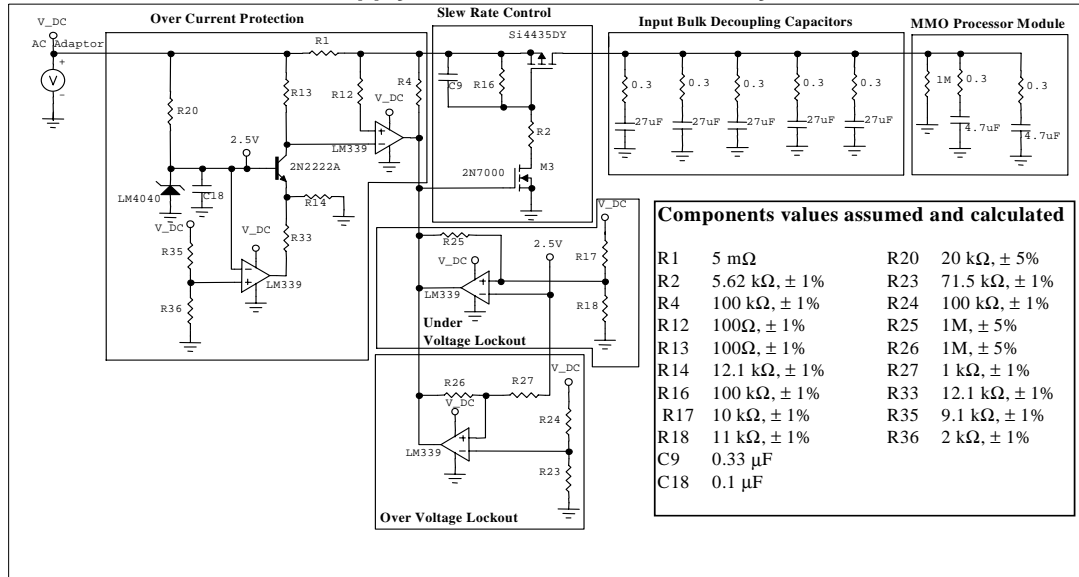 Over Current Protection
Slew Rate Control
Input Bulk Decoupling Capacitors
MMO Processor Module
V_DC
AC Adaptor
V
+
-
R1
R20
R13
R12
R4
V_DC
LM339
2.5V
2N2222A
LM4040
C18
R14
V_DC
R35
R33
V_DC
LM339
R36
Si4435DY
C9
R16
R2
2N7000
M3
0.3
0.3
0.3
0.3
0.3
27uF
27uF
27uF
27uF
27uF
1M
0.3
0.3
4.7uF
4.7uF
V_DC
R25
2.5V
R17
V_DC
LM339
R18
Under
Voltage Lockout
V_DC
R26
R27
V_DC
R24
LM339
R23
Over Voltage Lockout
Components values assumed and calculated
R1 5 mΩ R20 20 kΩ, ± 5%
R2 5.62 kΩ, ± 1% R23 71.5 kΩ, ± 1%
R4 100 kΩ, ± 1% R24 100 kΩ, ± 1%
R12 100Ω, ± 1% R25 1M, ± 5%
R13 100Ω, ± 1% R26 1M, ± 5%
R14 12.1 kΩ, ± 1% R27 1 kΩ, ± 1%
R16 100 kΩ, ± 1% R33 12.1 kΩ, ± 1%
R17 10 kΩ, ± 1% R35 9.1 kΩ, ± 1%
R18 11 kΩ, ± 1% R36 2 kΩ, ± 1%
C9 0.33 µF
C18 0.1 µF